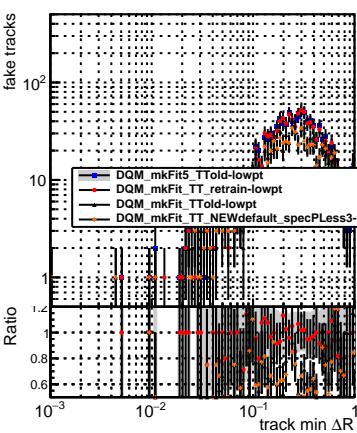 fake tracks
10²
10
1
DQM_mkFit5_TTold-lowpt
DQM_mkFit_TT_retrain-lowpt
DQM_mkFit_TTold-lowpt
DQM_mkFit_TT_NEWdefault_specPLess3-
Ratio
1.2
1
0.8
0.6
10⁻³ 10⁻² 10⁻¹ 1
track min ΔR